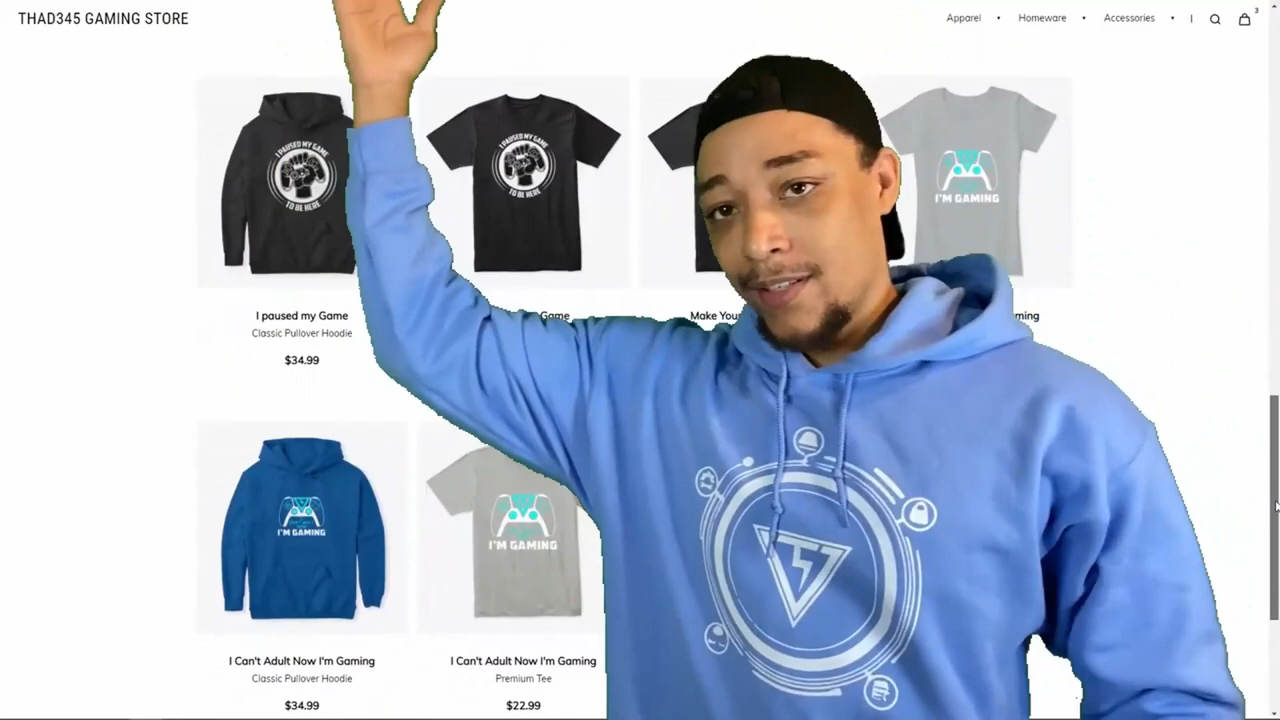 THAD345 GAMING STORE
Apparel
Homeware
Accessories
3
I PAUSED MY GAME
TO BE HERE
I PAUSED MY GAME
TO BE HERE
I'M GAMING
I paused my Game
Game
Make Your
ming
Classic Pullover Hoodie
$34.99
I'M GAMING
I'M GAMING
I Can't Adult Now I'm Gaming
I Can't Adult Now I'm Gaming
Classic Pullover Hoodie
Premium Tee
$34.99
$22.99